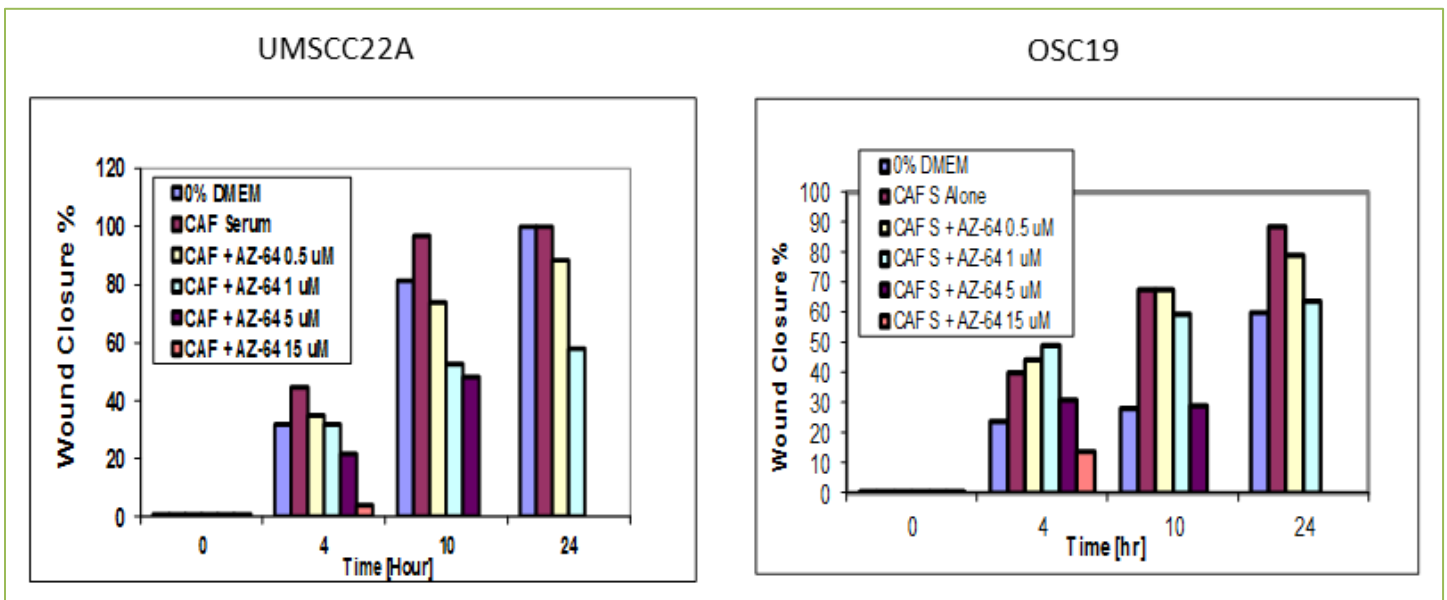 UMSCC22A
120
100
80
60
40
20
0
Wound Closure %
0% DMEM
CAF Serum
CAF + AZ-64 0.5 uM
CAF + AZ-64 1 uM
CAF + AZ-64 5 uM
CAF + AZ-64 15 uM
0 4 10 24
Time [Hour]
OSC19
100
90
80
70
60
50
40
30
20
10
0
Wound Closure %
0% DMEM
CAF S Alone
CAF S + AZ-64 0.5 uM
CAF S + AZ-64 1 uM
CAF S + AZ-64 5 uM
CAF S + AZ-64 15 uM
0 4 10 24
Time [hr]